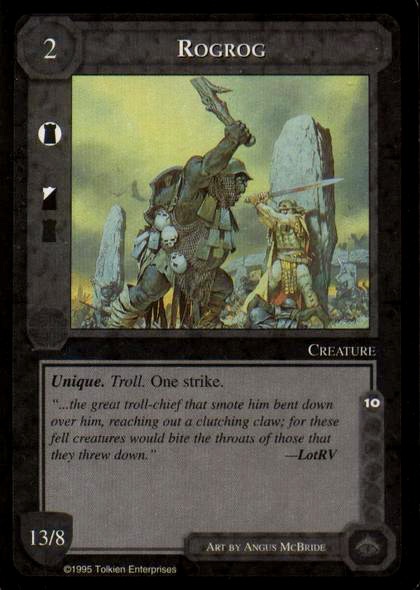 2
ROGROG
CREATURE
Unique. Troll. One strike.
"...the great troll-chief that smote him bent down
over him, reaching out a clutching claw; for these
fell creatures would bite the throats of those that
they threw down." —LotRV
10
13/8
ART BY ANGUS MCBRIDE
©1995 Tolkien Enterprises